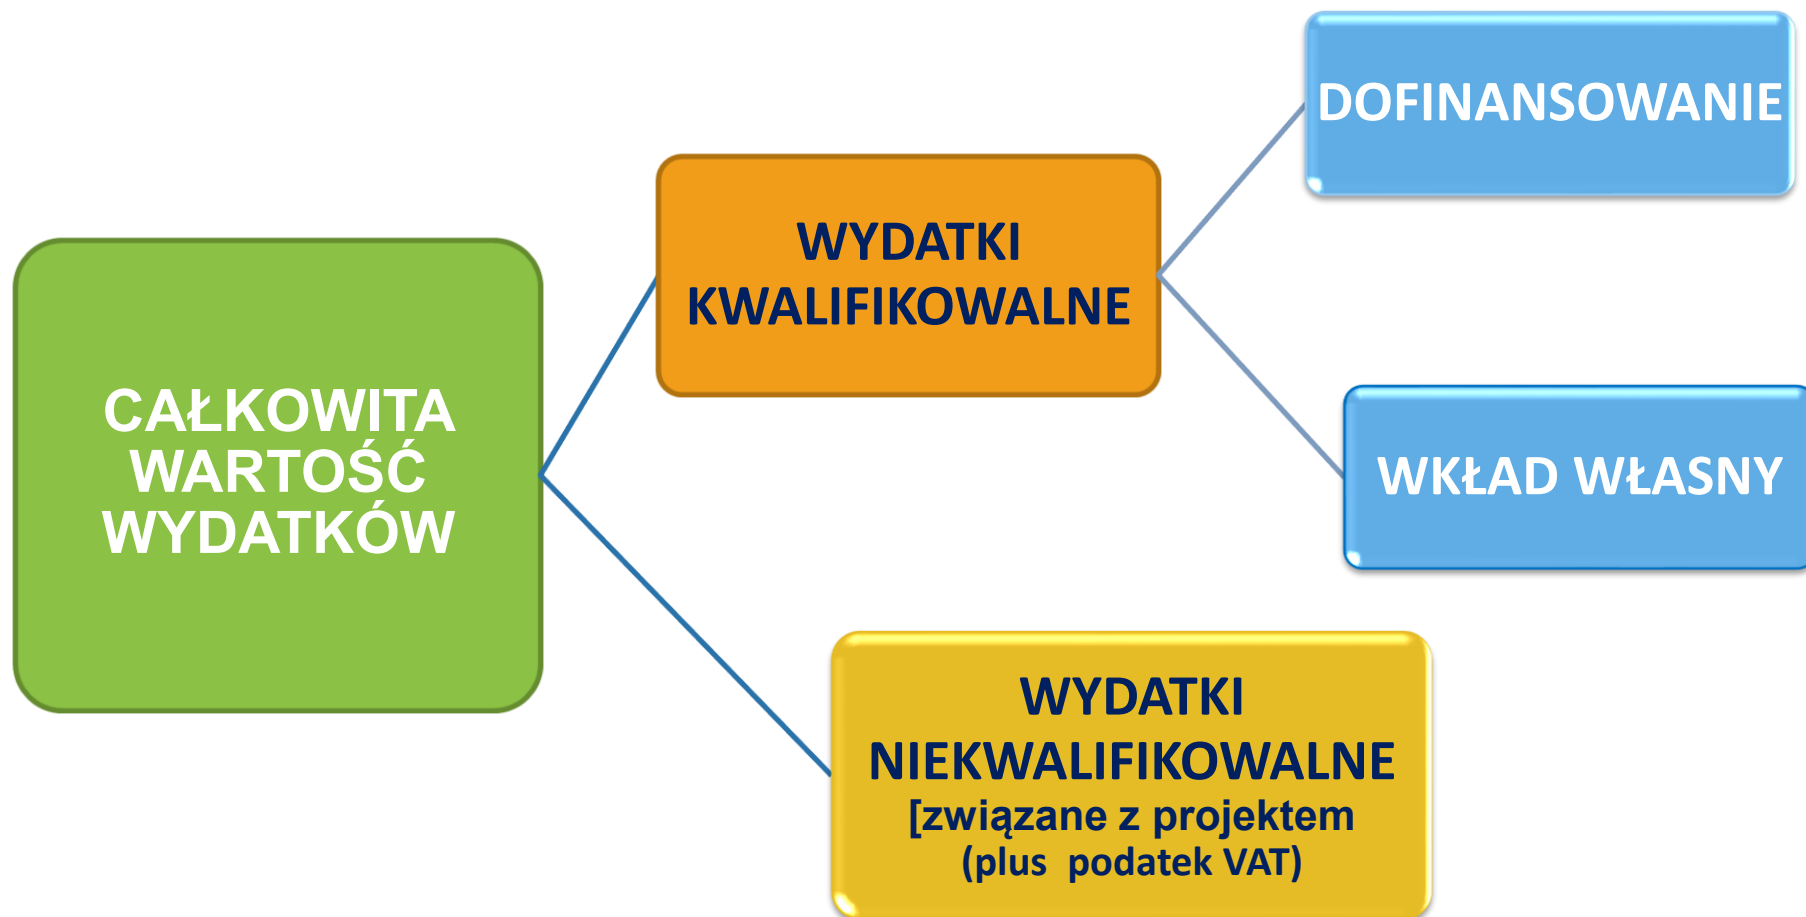 CAŁKOWITA
WARTOŚĆ
WYDATKÓW
WYDATKI
KWALIFIKOWALNE
DOFINANSOWANIE
WKŁAD WŁASNY
WYDATKI
NIEKWALIFIKOWALNE
[związane z projektem
(plus  podatek VAT)